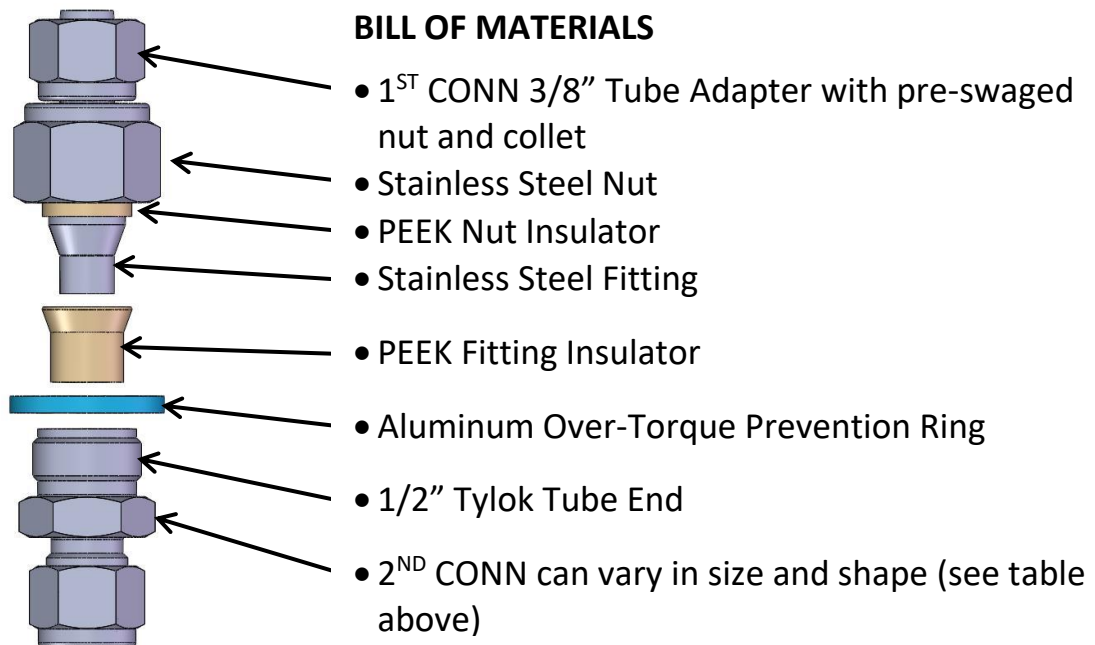 BILL OF MATERIALS
• 1ST CONN 3/8” Tube Adapter with pre-swaged
nut and collet
• Stainless Steel Nut
• PEEK Nut Insulator
• Stainless Steel Fitting
• PEEK Fitting Insulator
• Aluminum Over-Torque Prevention Ring
• 1/2” Tylok Tube End
• 2ND CONN can vary in size and shape (see table
above)